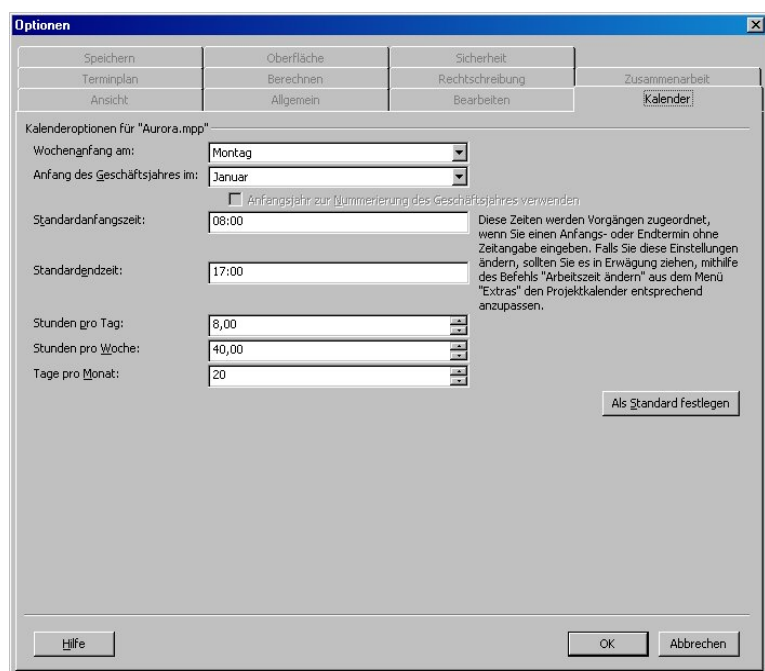 Optionen
Speichern Oberfläche Sicherheit
Terminplan Berechnen Rechtschreibung Zusammenarbeit
Ansicht Allgemein Bearbeiten Kalender
Kalenderoptionen für "Aurora.mpp"
Wochenanfang am: Montag
Anfang des Geschäftsjahres im: Januar
Anfangsjahr zur Nummerierung des Geschäftsjahres verwenden
Standardanfangszeit: 08:00
Diese Zeiten werden Vorgängen zugeordnet,
wenn Sie einen Anfangs- oder Endtermin ohne
Zeitangabe eingeben. Falls Sie diese Einstellungen
ändern, sollten Sie es in Erwägung ziehen, mithilfe
des Befehls "Arbeitszeit ändern" aus dem Menü
"Extras" den Projektkalender entsprechend
anzupassen.
Standardendzeit: 17:00
Stunden pro Tag: 8,00
Stunden pro Woche: 40,00
Tage pro Monat: 20
Als Standard festlegen
Hilfe OK Abbrechen